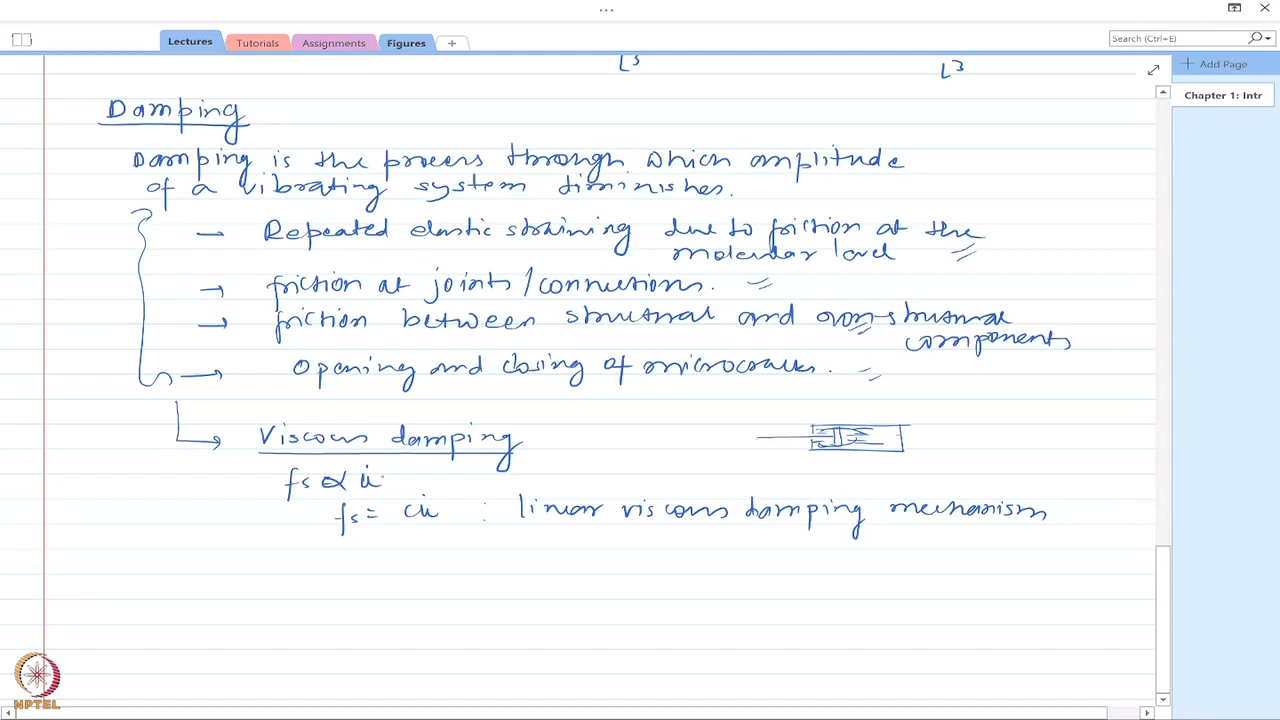 ...
Lectures Tutorials Assignments Figures +
Search (Ctrl+E)
Add Page
Chapter 1: Intr
L³ L³
Damping
Damping is the process through which amplitude
of a vibrating system diminishes.
→ Repeated elastic straining due to friction at the
molecular level
→ friction at joints/connections.
→ friction between structural and non-structural
components
→ Opening and closing of microcracks.
→ Viscous damping
fs ∝ u̇
fs = cu̇ : linear viscous damping mechanism
NPTEL